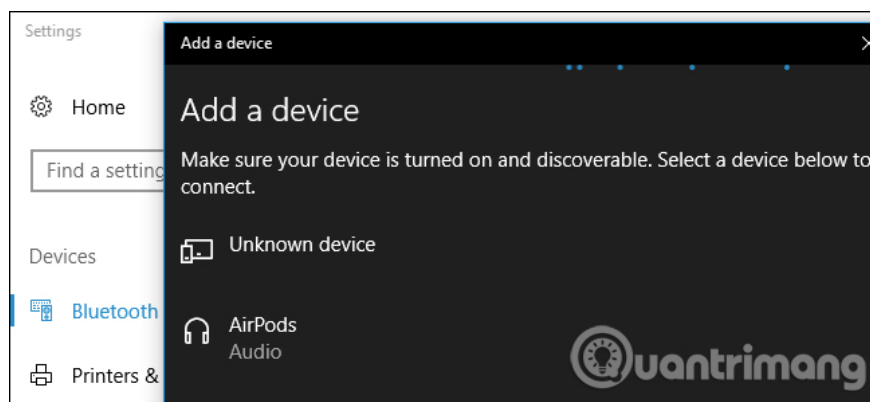 Settings
Home
Find a setting
Devices
Bluetooth
Printers &
Add a device
Add a device
Make sure your device is turned on and discoverable. Select a device below to
connect.
Unknown device
AirPods
Audio
Quantrimang